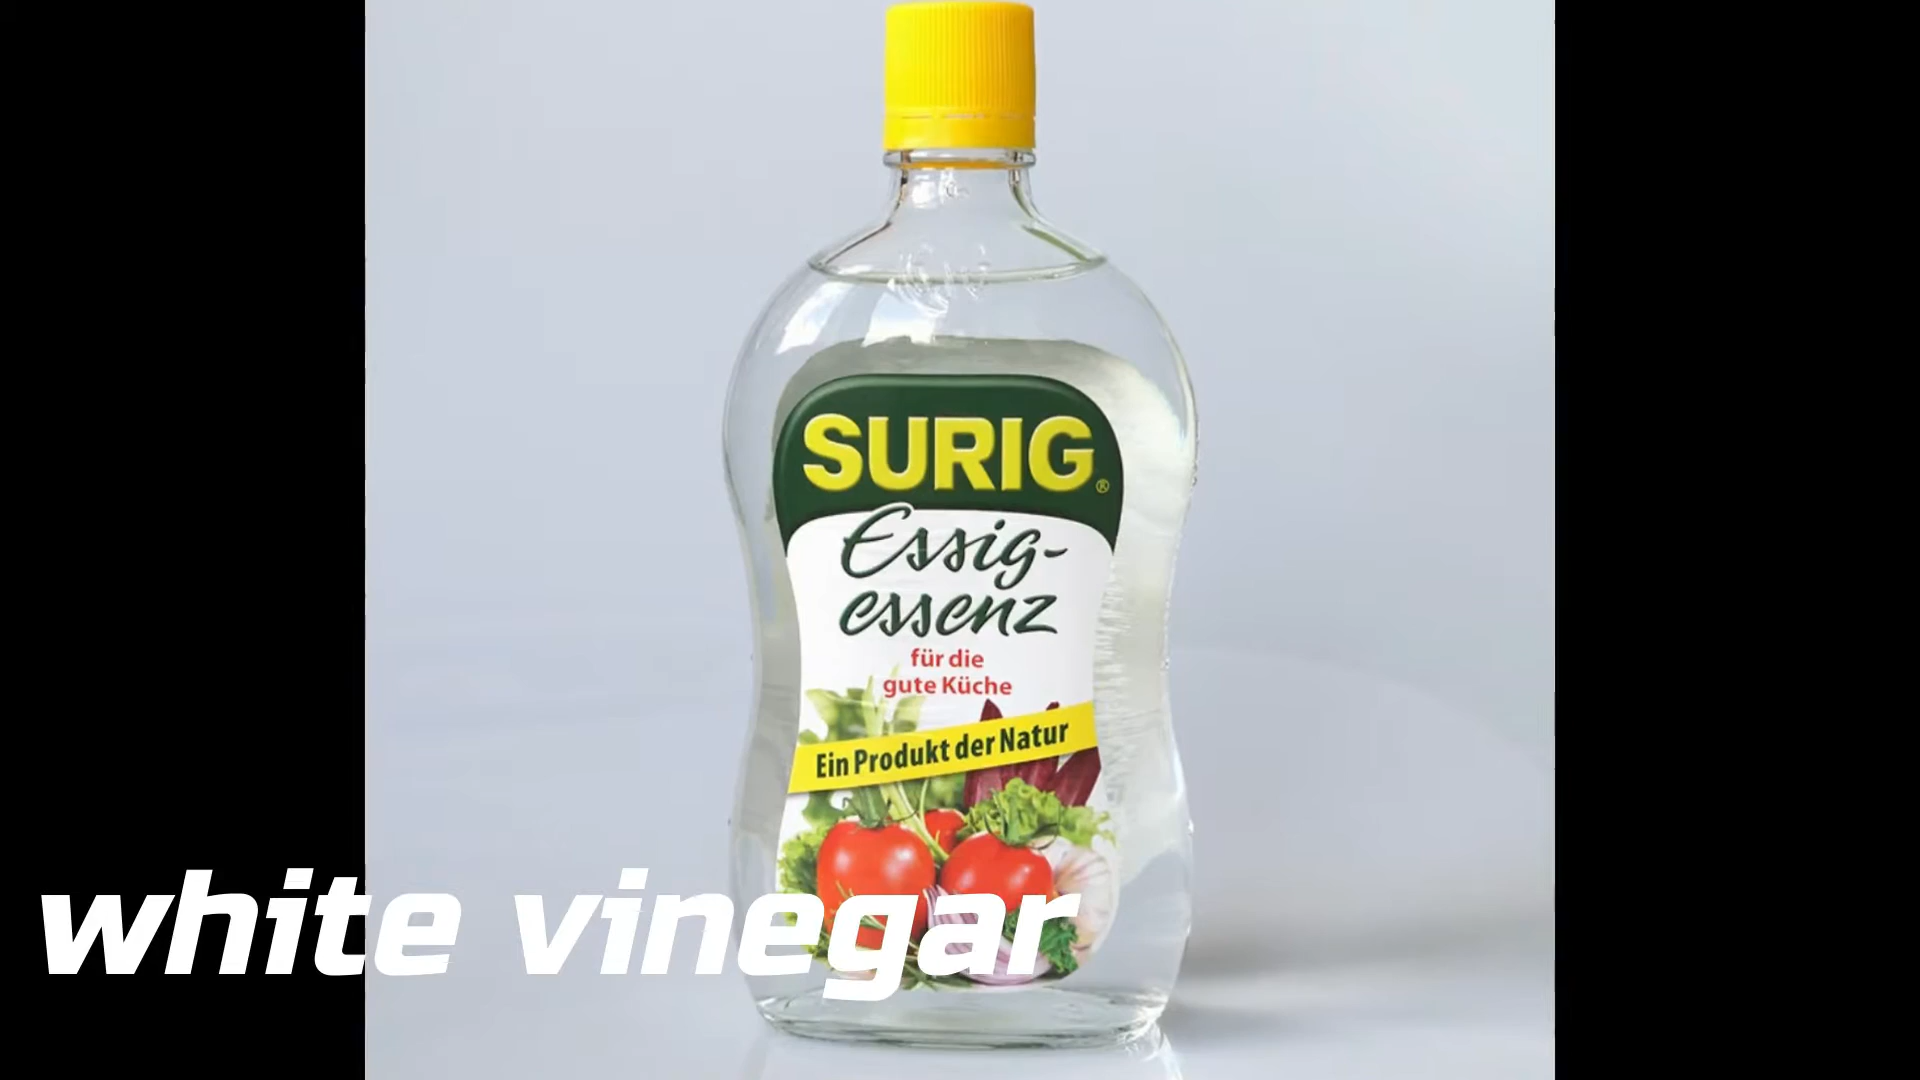 SURIG®
Essig-
essenz
für die
gute Küche
Ein Produkt der Natur
white vinegar